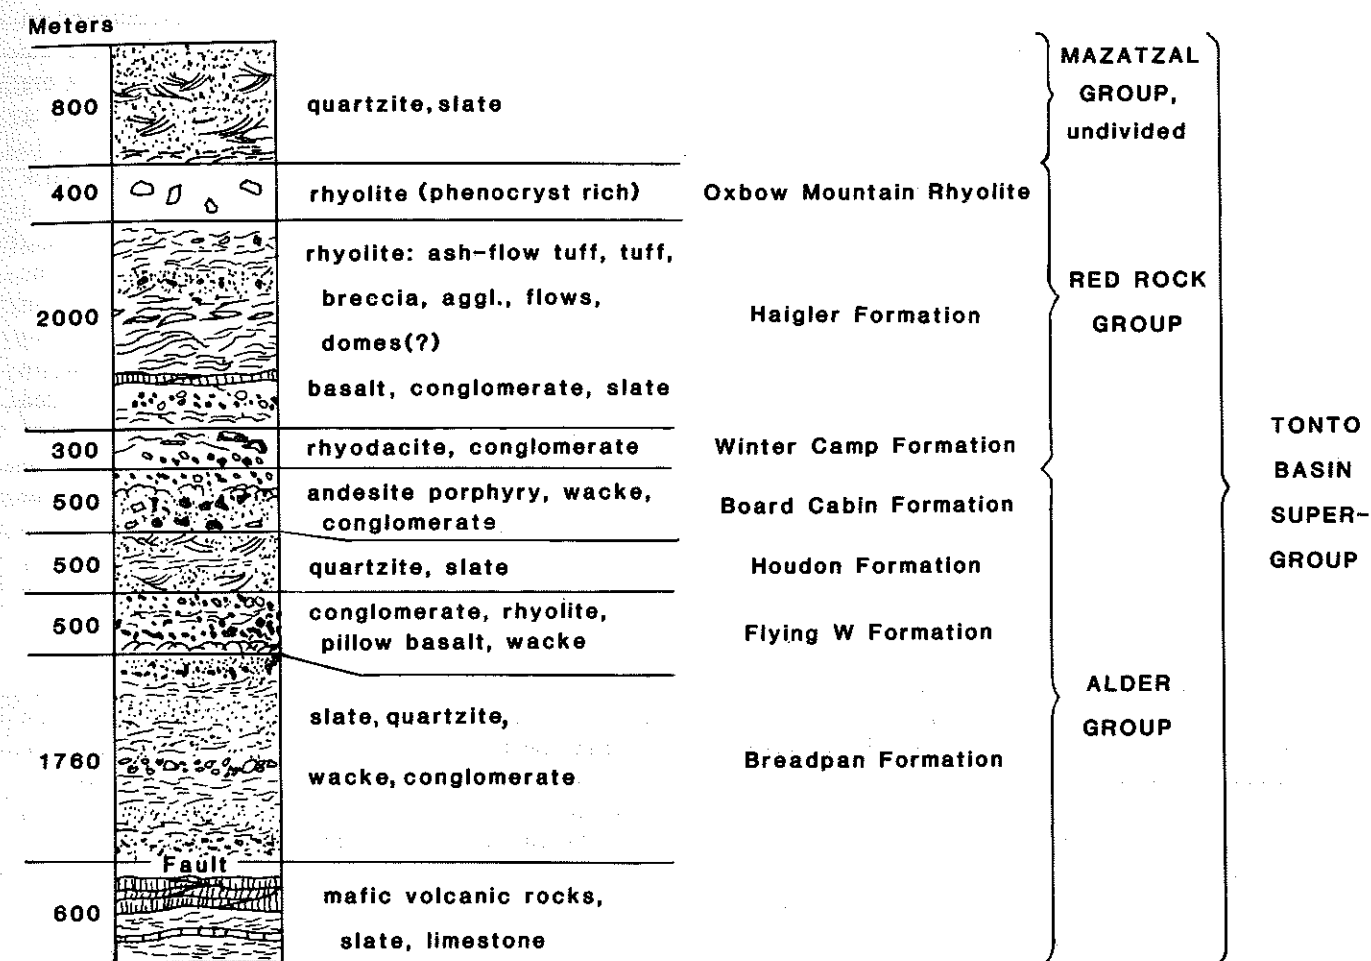 Meters
800
quartzite, slate
MAZATZAL
GROUP,
undivided
400
rhyolite (phenocryst rich)
Oxbow Mountain Rhyolite
2000
rhyolite: ash-flow tuff, tuff,
breccia, aggl., flows,
domes(?)
basalt, conglomerate, slate
Haigler Formation
RED ROCK
GROUP
300
rhyodacite, conglomerate
Winter Camp Formation
500
andesite porphyry, wacke,
conglomerate
Board Cabin Formation
500
quartzite, slate
Houdon Formation
500
conglomerate, rhyolite,
pillow basalt, wacke
Flying W Formation
1760
slate, quartzite,
wacke, conglomerate
Breadpan Formation
ALDER
GROUP
Fault
600
mafic volcanic rocks,
slate, limestone
TONTO
BASIN
SUPER-
GROUP